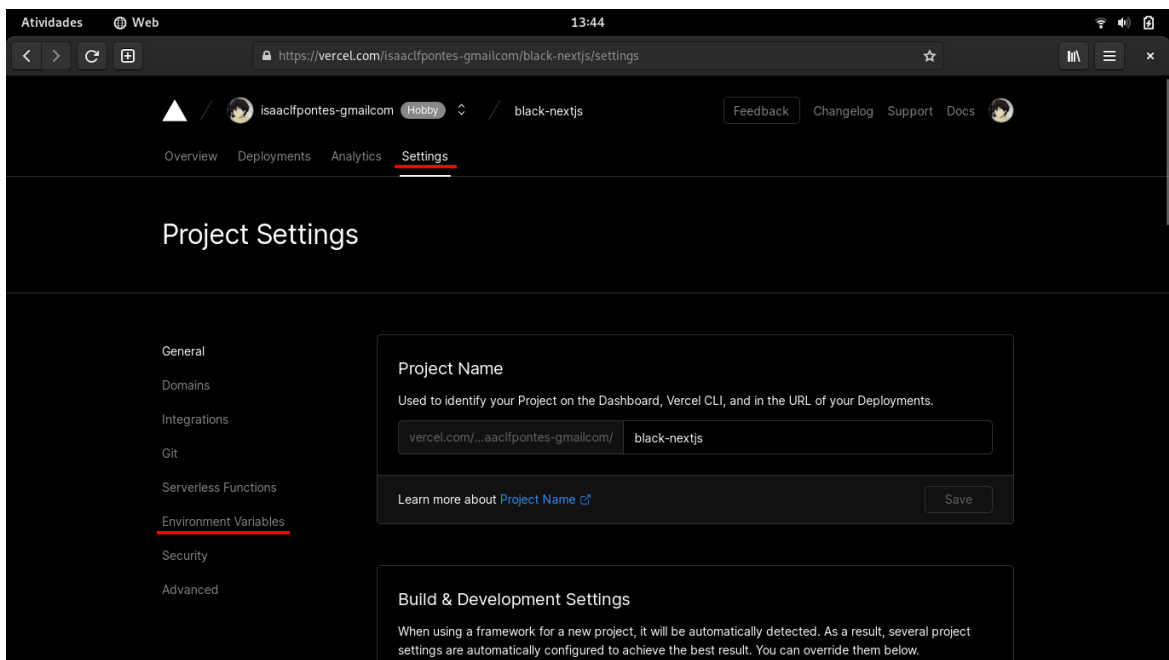 Atividades Web 13:44
https://vercel.com/isaaclfpontes-gmailcom/black-nextjs/settings
isaaclfpontes-gmailcom Hobby black-nextjs Feedback Changelog Support Docs
Overview Deployments Analytics Settings
Project Settings
General
Domains
Integrations
Git
Serverless Functions
Environment Variables
Security
Advanced
Project Name
Used to identify your Project on the Dashboard, Vercel CLI, and in the URL of your Deployments.
vercel.com/...aaclfpontes-gmailcom/ black-nextjs
Learn more about Project Name Save
Build & Development Settings
When using a framework for a new project, it will be automatically detected. As a result, several project
settings are automatically configured to achieve the best result. You can override them below.